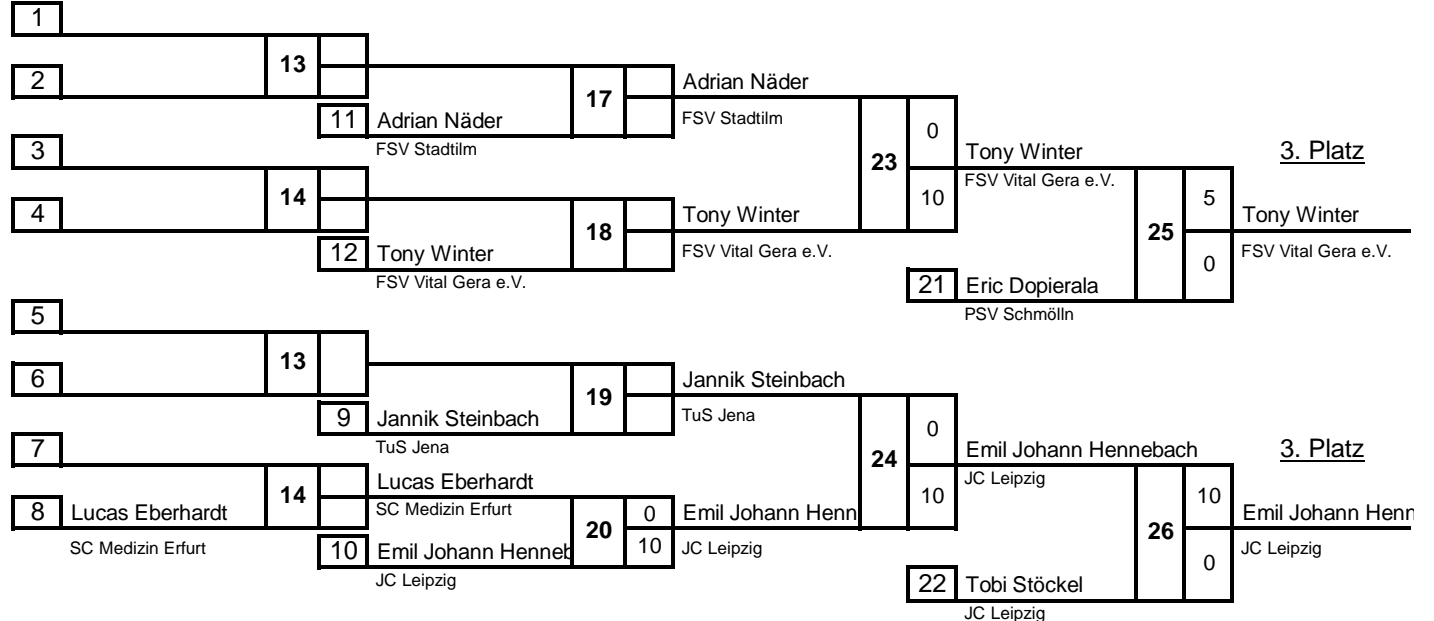 1
13
2
17
Adrian Näder
11 Adrian Näder
FSV Stadtilm
FSV Stadtilm
0
3
23
Tony Winter
3. Platz
FSV Vital Gera e.V.
14
10
5
4
18
Tony Winter
25
Tony Winter
12 Tony Winter
FSV Vital Gera e.V.
FSV Vital Gera e.V.
0
FSV Vital Gera e.V.
21 Eric Dopierala
PSV Schmölln
5
13
6
19
Jannik Steinbach
9 Jannik Steinbach
TuS Jena
TuS Jena
0
7
24
Emil Johann Hennebach
3. Platz
JC Leipzig
14
Lucas Eberhardt
SC Medizin Erfurt
10
10
8 Lucas Eberhardt
20
0
Emil Johann Henn
26
Emil Johann Henn
SC Medizin Erfurt
10 Emil Johann Henneb
10
JC Leipzig
0
JC Leipzig
JC Leipzig
22 Tobi Stöckel
JC Leipzig